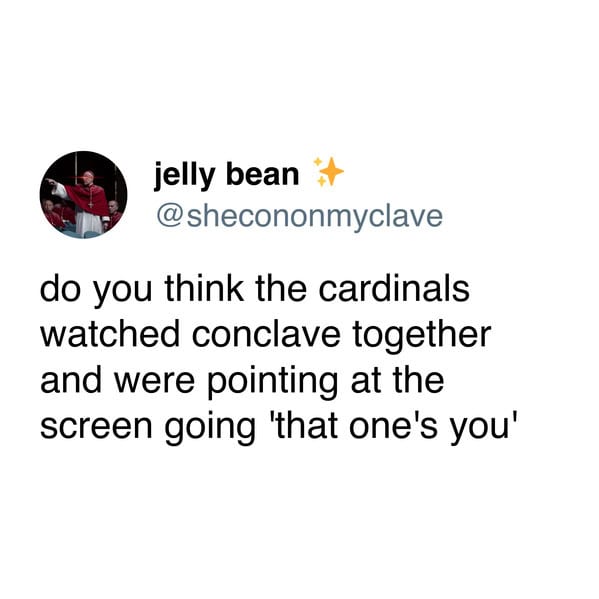 jelly bean ✨
@shecononmyclave
do you think the cardinals
watched conclave together
and were pointing at the
screen going 'that one's you'